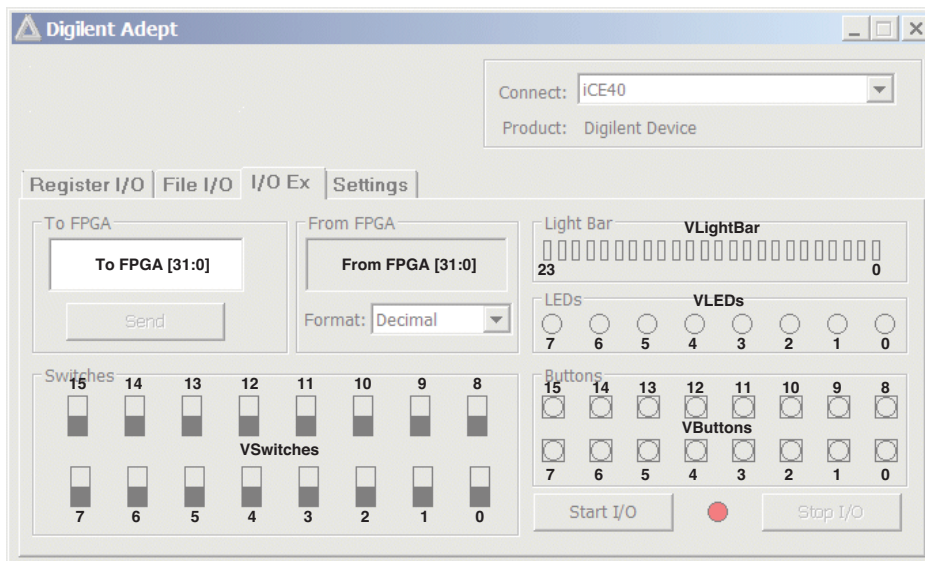 Digilent Adept
Connect: iCE40
Product: Digilent Device
Register I/O File I/O I/O Ex Settings
To FPGA
To FPGA [31:0]
Send
From FPGA
From FPGA [31:0]
Format: Decimal
Light Bar
VLightBar
23 0
LEDs
VLEDs
7 6 5 4 3 2 1 0
Switches
15 14 13 12 11 10 9 8
VSwitches
7 6 5 4 3 2 1 0
Buttons
15 14 13 12 11 10 9 8
VButtons
7 6 5 4 3 2 1 0
Start I/O Stop I/O